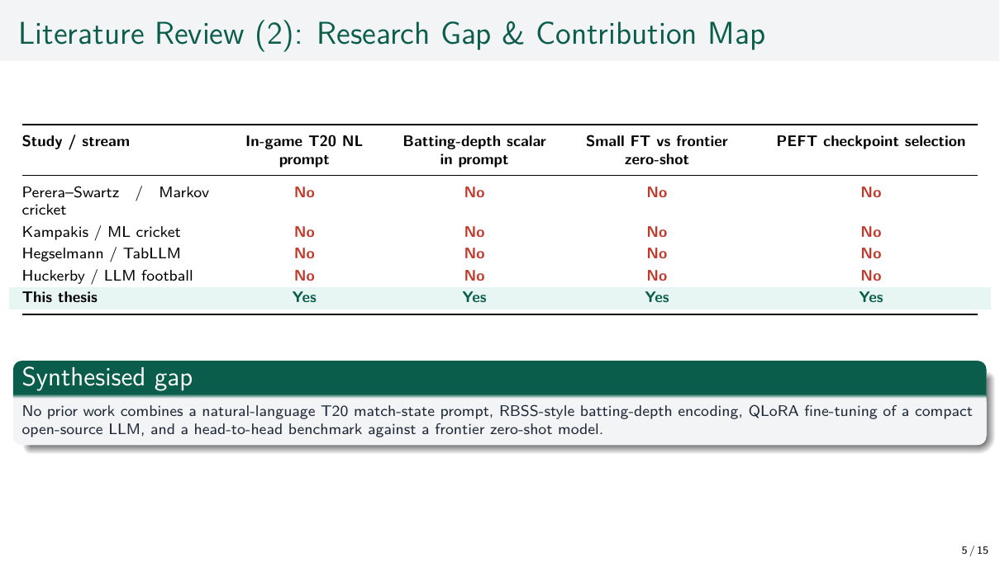 Literature Review (2): Research Gap & Contribution Map
Study / stream In-game T20 NL prompt Batting-depth scalar in prompt Small FT vs frontier zero-shot PEFT checkpoint selection
Perera–Swartz / Markov cricket No No No No
Kampakis / ML cricket No No No No
Hegselmann / TabLLM No No No No
Huckerby / LLM football No No No No
This thesis Yes Yes Yes Yes
Synthesised gap
No prior work combines a natural-language T20 match-state prompt, RBSS-style batting-depth encoding, QLoRA fine-tuning of a compact
open-source LLM, and a head-to-head benchmark against a frontier zero-shot model.
5 / 15